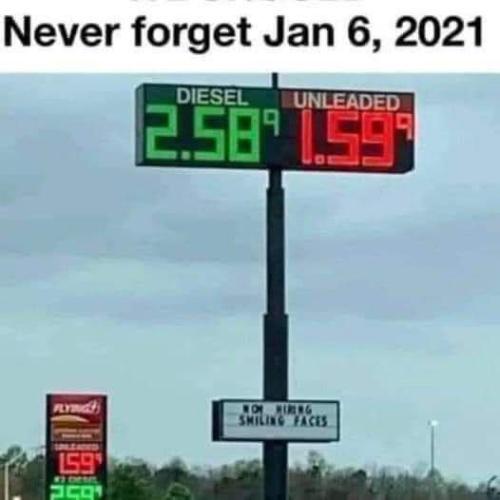 Never forget Jan 6, 2021
DIESEL UNLEADED
2.58⁹ 1.59⁹
NOW HIRING
SMILING FACES
FLYING J
UNLEADED
1.59⁹